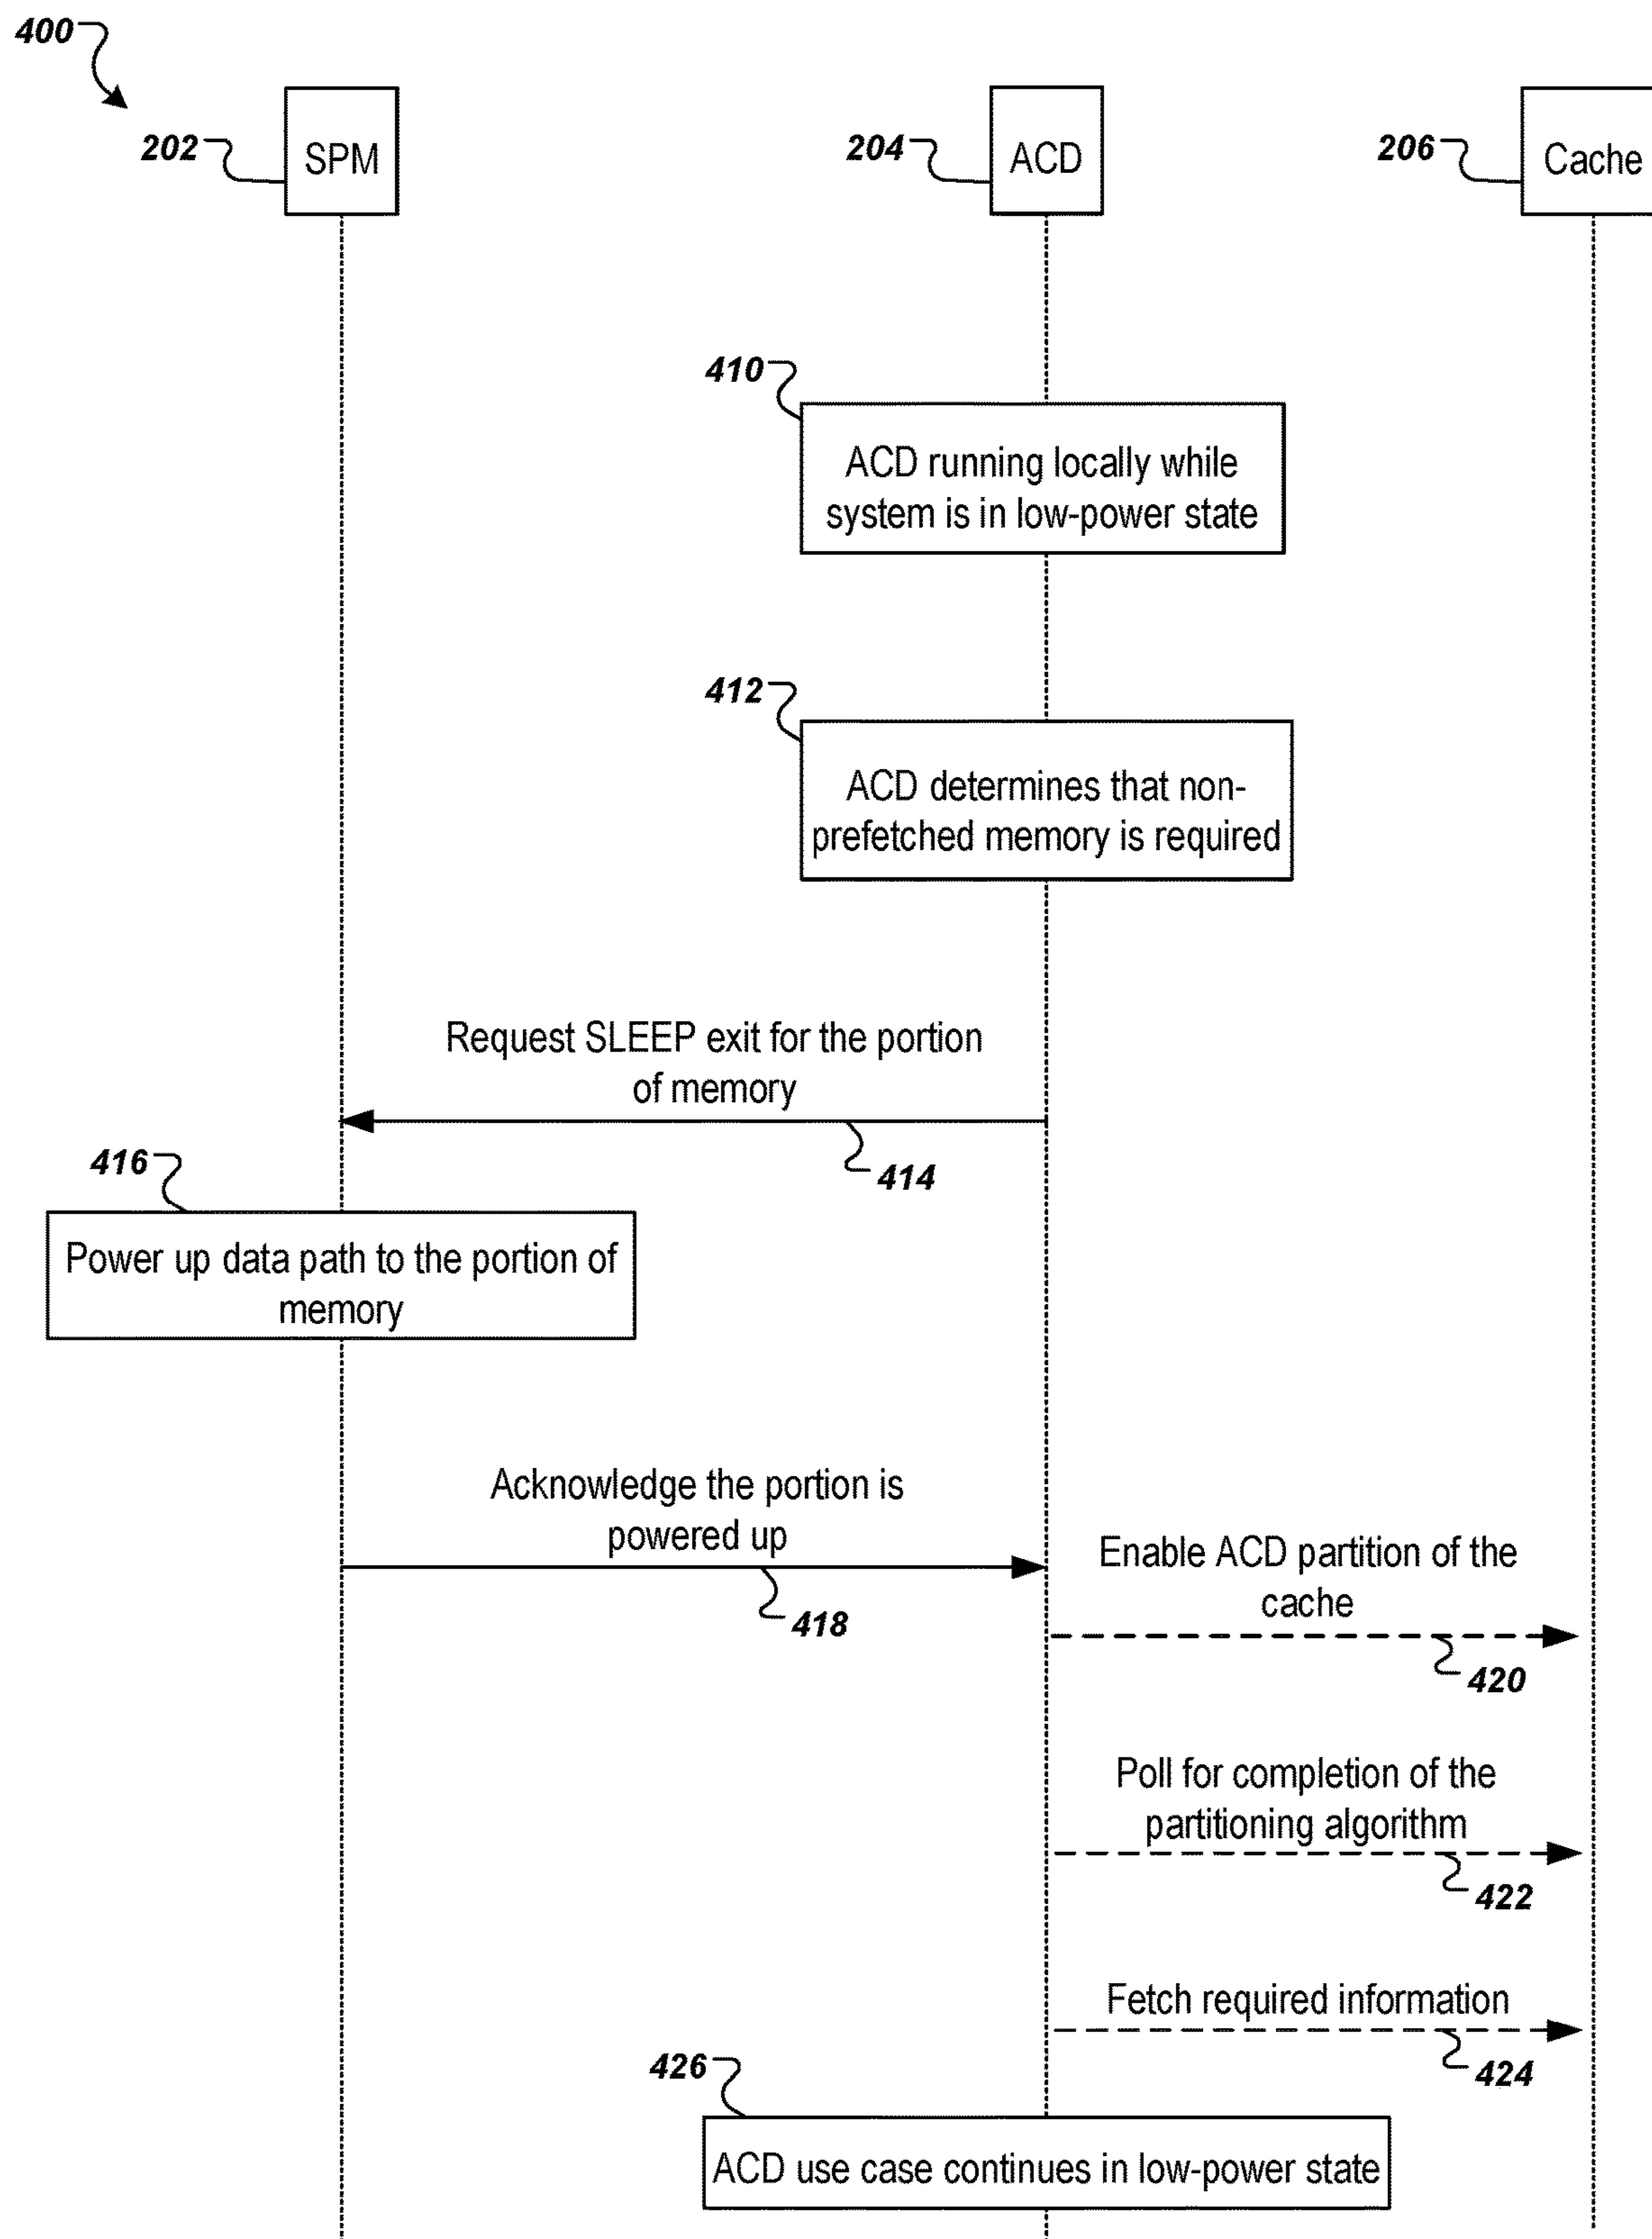 400
202
SPM
204
ACD
206
Cache
410
ACD running locally while
system is in low-power state
412
ACD determines that non-
prefetched memory is required
Request SLEEP exit for the portion
of memory
414
416
Power up data path to the portion of
memory
Acknowledge the portion is
powered up
418
Enable ACD partition of the
cache
420
Poll for completion of the
partitioning algorithm
422
Fetch required information
424
426
ACD use case continues in low-power state